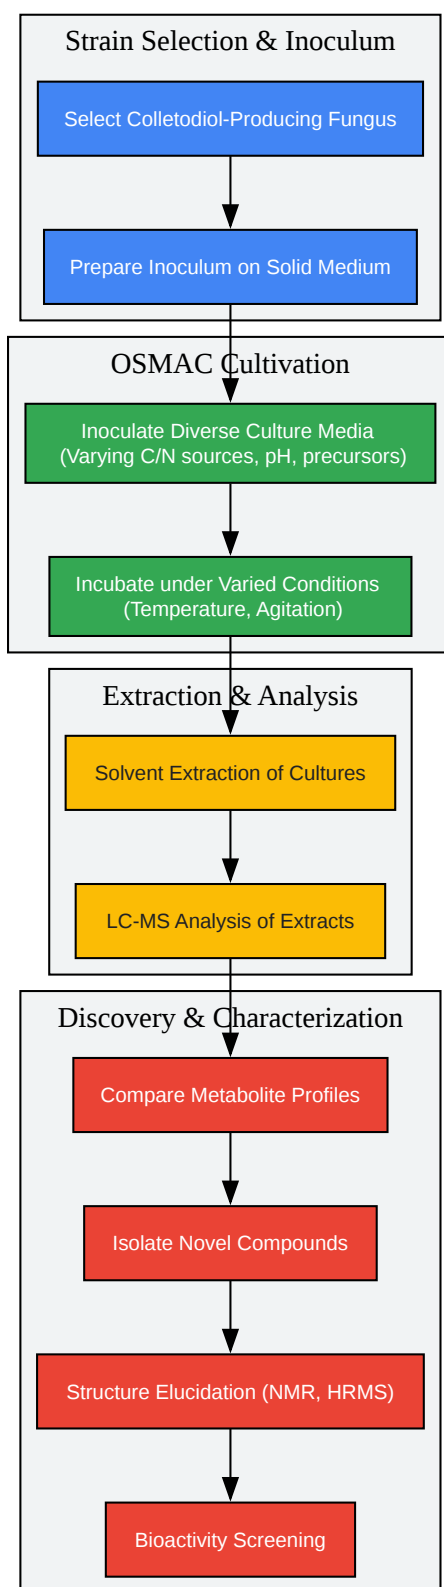 Strain Selection & Inoculum
Select Colletodiol-Producing Fungus
Prepare Inoculum on Solid Medium
OSMAC Cultivation
Inoculate Diverse Culture Media
(Varying C/N sources, pH, precursors)
Incubate under Varied Conditions
(Temperature, Agitation)
Extraction & Analysis
Solvent Extraction of Cultures
LC-MS Analysis of Extracts
Discovery & Characterization
Compare Metabolite Profiles
Isolate Novel Compounds
Structure Elucidation (NMR, HRMS)
Bioactivity Screening